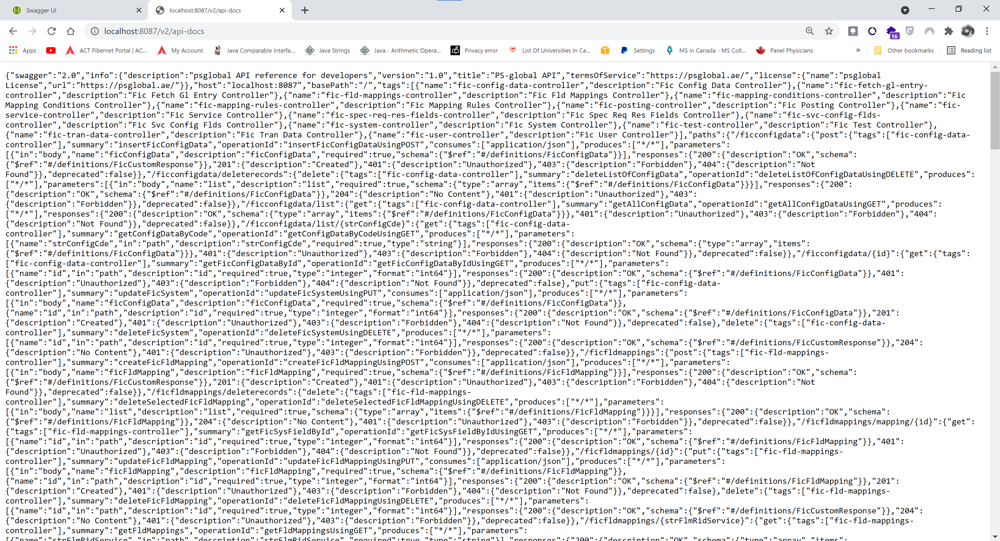 Swagger UI
localhost:8087/v2/api-docs
localhost:8087/v2/api-docs
16
Apps
ACT Fibernet Portal | AC...
My Account
Java Comparable interfa...
Java Strings
Java - Arithmetic Opera...
Privacy error
List Of Universities In Ca...
Settings
MS in Canada - MS Coll...
Panel Physicians
»
Other bookmarks
Reading list
{"swagger":"2.0","info":{"description":"psglobal API reference for developers","version":"1.0","title":"PS-global API","termsOfService":"https://psglobal.ae/","license":{"name":"psglobal
License","url":"https://psglobal.ae/"}},"host":"localhost:8087","basePath":"/","tags":[{"name":"fic-config-data-controller","description":"Fic Config Data Controller"},{"name":"fic-fetch-gl-entry-
controller","description":"Fic Fetch Gl Entry Controller"},{"name":"fic-fld-mappings-controller","description":"Fic Fld Mappings Controller"},{"name":"fic-mapping-conditions-controller","description":"Fic
Mapping Conditions Controller"},{"name":"fic-mapping-rules-controller","description":"Fic Mapping Rules Controller"},{"name":"fic-posting-controller","description":"Fic Posting Controller"},{"name":"fic-
service-controller","description":"Fic Service Controller"},{"name":"fic-spec-req-res-fields-controller","description":"Fic Spec Req Res Fields Controller"},{"name":"fic-svc-config-flds-
controller","description":"Fic Svc Config Flds Controller"},{"name":"fic-system-controller","description":"Fic System Controller"},{"name":"fic-test-controller","description":"Fic Test Controller"},
{"name":"fic-tran-data-controller","description":"Fic Tran Data Controller"},{"name":"fic-user-controller","description":"Fic User Controller"}],"paths":{"/ficconfigdata":{"post":{"tags":["fic-config-data-
controller"],"summary":"insertFicConfigData","operationId":"insertFicConfigDataUsingPOST","consumes":["application/json"],"produces":["*/*"],"parameters":
[{"in":"body","name":"ficConfigData","description":"ficConfigData","required":true,"schema":{"$ref":"#/definitions/FicConfigData"}}],"responses":{"200":{"description":"OK","schema":
{"$ref":"#/definitions/FicCustomResponse"}},"201":{"description":"Created"},"401":{"description":"Unauthorized"},"403":{"description":"Forbidden"},"404":{"description":"Not
Found"}},"deprecated":false}},"/ficconfigdata/deleterecords":{"delete":{"tags":["fic-config-data-controller"],"summary":"deleteListOfConfigData","operationId":"deleteListOfConfigDataUsingDELETE","produces":
["*/*"],"parameters":[{"in":"body","name":"list","description":"list","required":true,"schema":{"type":"array","items":{"$ref":"#/definitions/FicConfigData"}}}],"responses":{"200":
{"description":"OK","schema":{"$ref":"#/definitions/FicConfigData"}},"204":{"description":"No Content"},"401":{"description":"Unauthorized"},"403":
{"description":"Forbidden"}},"deprecated":false}},"/ficconfigdata/list":{"get":{"tags":["fic-config-data-controller"],"summary":"getAllConfigData","operationId":"getAllConfigDataUsingGET","produces":
["*/*"],"responses":{"200":{"description":"OK","schema":{"type":"array","items":{"$ref":"#/definitions/FicConfigData"}}},"401":{"description":"Unauthorized"},"403":{"description":"Forbidden"},"404":
{"description":"Not Found"}},"deprecated":false}},"/ficconfigdata/list/{strConfigCde}":{"get":{"tags":["fic-config-data-
controller"],"summary":"getConfigDataByCode","operationId":"getConfigDataByCodeUsingGET","produces":["*/*"],"parameters":
[{"name":"strConfigCde","in":"path","description":"strConfigCde","required":true,"type":"string"}],"responses":{"200":{"description":"OK","schema":{"type":"array","items":
{"$ref":"#/definitions/FicConfigData"}}},"401":{"description":"Unauthorized"},"403":{"description":"Forbidden"},"404":{"description":"Not Found"}},"deprecated":false}},"/ficconfigdata/{id}":{"get":{"tags":
["fic-config-data-controller"],"summary":"getFicConfigDataById","operationId":"getFicConfigDataByIdUsingGET","produces":["*/*"],"parameters":
[{"name":"id","in":"path","description":"id","required":true,"type":"integer","format":"int64"}],"responses":{"200":{"description":"OK","schema":{"$ref":"#/definitions/FicConfigData"}},"401":
{"description":"Unauthorized"},"403":{"description":"Forbidden"},"404":{"description":"Not Found"}},"deprecated":false},"put":{"tags":["fic-config-data-
controller"],"summary":"updateFicSystem","operationId":"updateFicSystemUsingPUT","consumes":["application/json"],"produces":["*/*"],"parameters":
[{"in":"body","name":"ficConfigData","description":"ficConfigData","required":true,"schema":{"$ref":"#/definitions/FicConfigData"}},
{"name":"id","in":"path","description":"id","required":true,"type":"integer","format":"int64"}],"responses":{"200":{"description":"OK","schema":{"$ref":"#/definitions/FicConfigData"}},"201":
{"description":"Created"},"401":{"description":"Unauthorized"},"403":{"description":"Forbidden"},"404":{"description":"Not Found"}},"deprecated":false},"delete":{"tags":["fic-config-data-
controller"],"summary":"deleteFicSystem","operationId":"deleteFicSystemUsingDELETE","produces":["*/*"],"parameters":
[{"name":"id","in":"path","description":"id","required":true,"type":"integer","format":"int64"}],"responses":{"200":{"description":"OK","schema":{"$ref":"#/definitions/FicCustomResponse"}},"204":
{"description":"No Content"},"401":{"description":"Unauthorized"},"403":{"description":"Forbidden"}},"deprecated":false}},"/ficfldmappings":{"post":{"tags":["fic-fld-mappings-
controller"],"summary":"createFicFldMapping","operationId":"createFicFldMappingUsingPOST","consumes":["application/json"],"produces":["*/*"],"parameters":
[{"in":"body","name":"ficFldMapping","description":"ficFldMapping","required":true,"schema":{"$ref":"#/definitions/FicFldMapping"}}],"responses":{"200":{"description":"OK","schema":
{"$ref":"#/definitions/FicCustomResponse"}},"201":{"description":"Created"},"401":{"description":"Unauthorized"},"403":{"description":"Forbidden"},"404":{"description":"Not
Found"}},"deprecated":false}},"/ficfldmappings/deleterecords":{"delete":{"tags":["fic-fld-mappings-
controller"],"summary":"deleteSelectedFicFldMapping","operationId":"deleteSelectedFicFldMappingUsingDELETE","produces":["*/*"],"parameters":
[{"in":"body","name":"list","description":"list","required":true,"schema":{"type":"array","items":{"$ref":"#/definitions/FicFldMapping"}}}],"responses":{"200":{"description":"OK","schema":
{"$ref":"#/definitions/FicFldMapping"}},"204":{"description":"No Content"},"401":{"description":"Unauthorized"},"403":{"description":"Forbidden"}},"deprecated":false}},"/ficfldmappings/mapping/{id}":{"get":
{"tags":["fic-fld-mappings-controller"],"summary":"getFicSysFieldById","operationId":"getFicSysFieldByIdUsingGET","produces":["*/*"],"parameters":
[{"name":"id","in":"path","description":"id","required":true,"type":"integer","format":"int64"}],"responses":{"200":{"description":"OK","schema":{"$ref":"#/definitions/FicFldMapping"}},"401":
{"description":"Unauthorized"},"403":{"description":"Forbidden"},"404":{"description":"Not Found"}},"deprecated":false}},"/ficfldmappings/{id}":{"put":{"tags":["fic-fld-mappings-
controller"],"summary":"updateFicFldMapping","operationId":"updateFicFldMappingUsingPUT","consumes":["application/json"],"produces":["*/*"],"parameters":
[{"in":"body","name":"ficFldMapping","description":"ficFldMapping","required":true,"schema":{"$ref":"#/definitions/FicFldMapping"}},
{"name":"id","in":"path","description":"id","required":true,"type":"integer","format":"int64"}],"responses":{"200":{"description":"OK","schema":{"$ref":"#/definitions/FicFldMapping"}},"201":
{"description":"Created"},"401":{"description":"Unauthorized"},"403":{"description":"Forbidden"},"404":{"description":"Not Found"}},"deprecated":false},"delete":{"tags":["fic-fld-mappings-
controller"],"summary":"deleteFicFldMapping","operationId":"deleteFicFldMappingUsingDELETE","produces":["*/*"],"parameters":
[{"name":"id","in":"path","description":"id","required":true,"type":"integer","format":"int64"}],"responses":{"200":{"description":"OK","schema":{"$ref":"#/definitions/FicCustomResponse"}},"204":
{"description":"No Content"},"401":{"description":"Unauthorized"},"403":{"description":"Forbidden"}},"deprecated":false}},"/ficfldmappings/{strFlmRidService}":{"get":{"tags":["fic-fld-mappings-
controller"],"summary":"getFldMappings","operationId":"getFldMappingsUsingGET","produces":["*/*"],"parameters":
[{"name":"strFlmRidService","in":"path","description":"strFlmRidService","required":true,"type":"string"}],"responses":{"200":{"description":"OK","schema":{"type":"array","items":